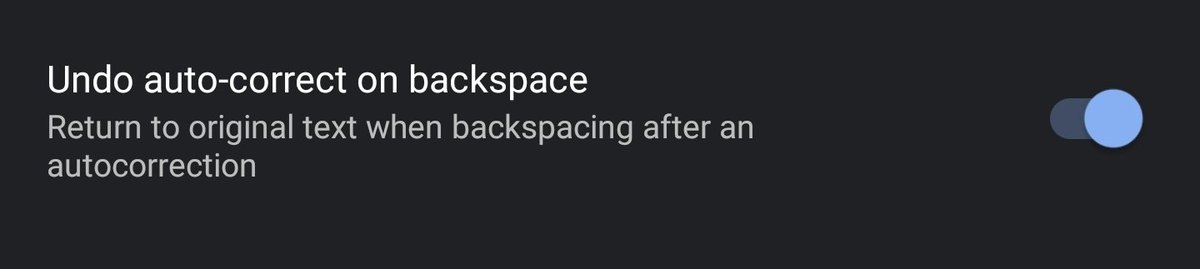 Undo auto-correct on backspace
Return to original text when backspacing after an
autocorrection